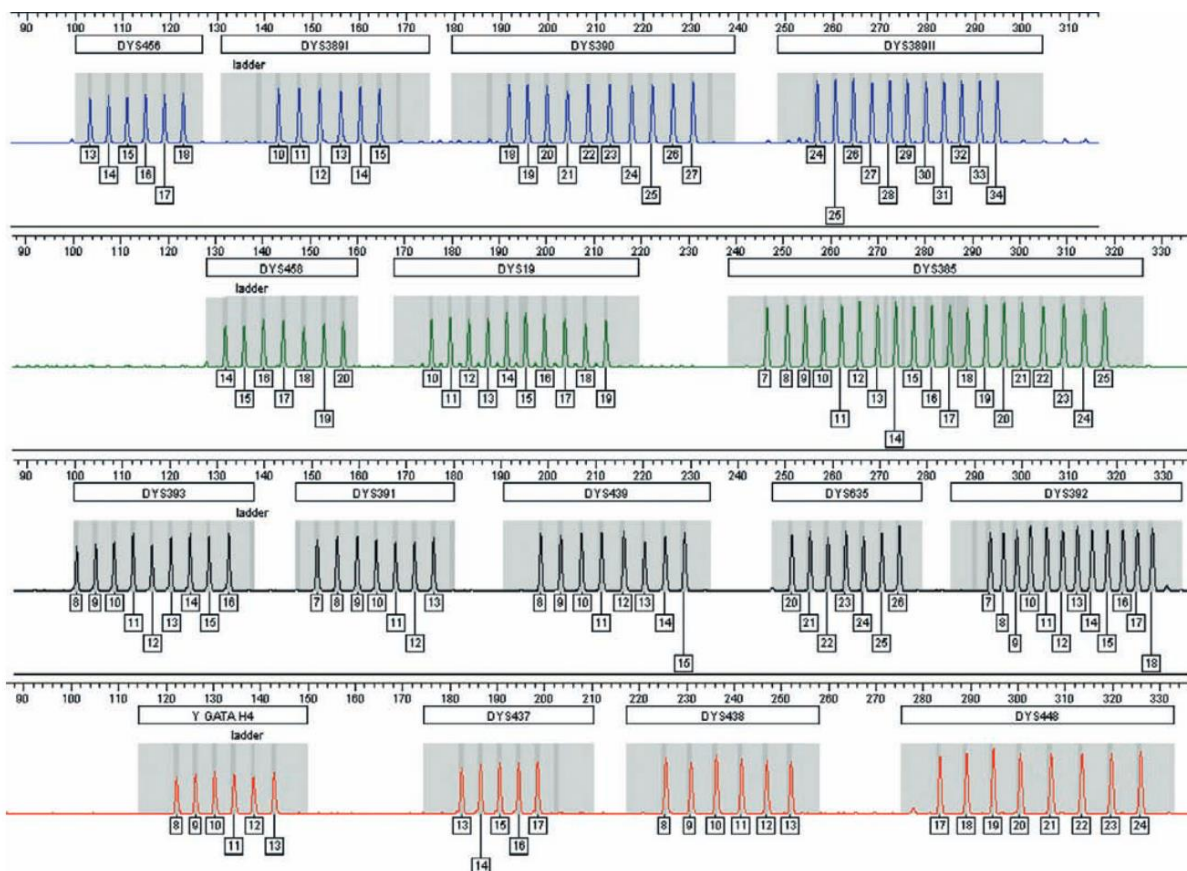 90 100 110 120 130 140 150 160 170 180 190 200 210 220 230 240 250 260 270 280 290 300 310
DYS456 DYS389I DYS390 DYS389II
ladder
13 15 16 18 10 11 13 15 18 20 22 23 26 27 24 26 29 32
14 12 14 19 21 24 27 30 33
17 25 28 31 34
25
90 100 110 120 130 140 150 160 170 180 190 200 210 220 230 240 250 260 270 280 290 300 310 320 330
DYS458 DYS19 DYS385
ladder
14 16 18 20 10 12 14 16 18 7 8 9 10 12 15 18 21 22 25
15 17 11 13 15 17 19 13 16 19 23
19 11 17 20 24
14
90 100 110 120 130 140 150 160 170 180 190 200 210 220 230 240 250 260 270 280 290 300 310 320 330
DYS393 DYS391 DYS439 DYS635 DYS392
ladder
8 9 10 14 16 7 8 9 10 13 8 9 10 12 13 20 23 26 7 10 13 16
11 13 15 11 11 14 21 24 8 11 14 17
12 12 15 22 25 9 12 15 18
90 100 110 120 130 140 150 160 170 180 190 200 210 220 230 240 250 260 270 280 290 300 310 320 330
Y GATA H4 DYS437 DYS438 DYS448
ladder
8 9 10 12 13 15 17 8 9 10 11 12 13 17 18 19 20 21 22 23 24
11 13 16
14